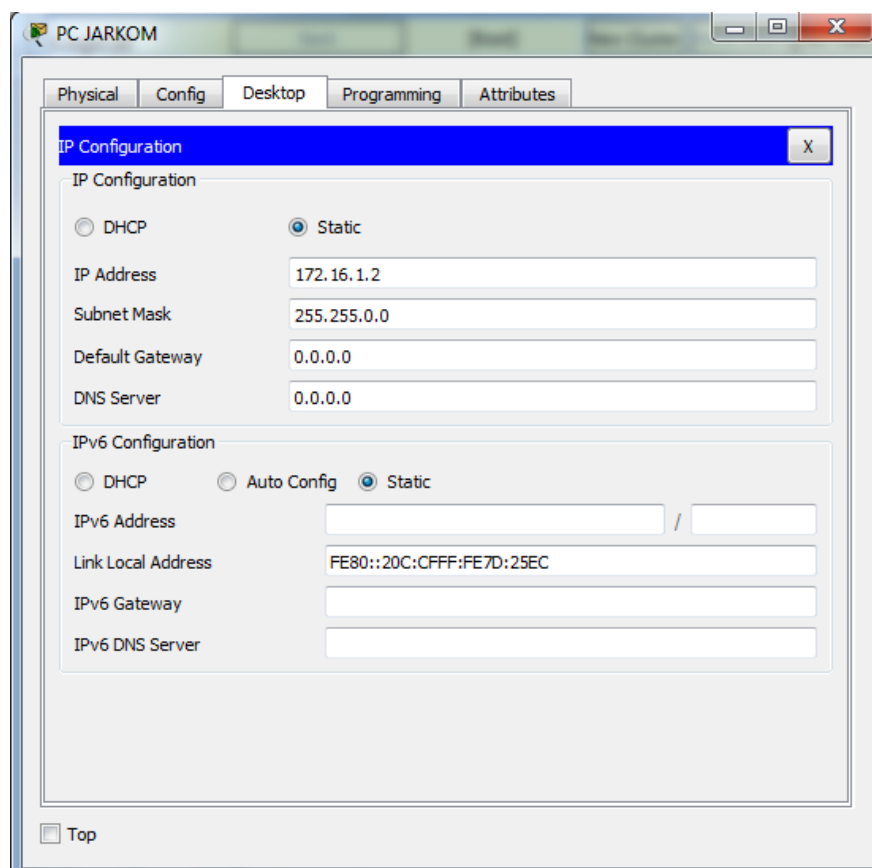 PC JARKOM
Physical Config Desktop Programming Attributes
IP Configuration X
IP Configuration
DHCP Static
IP Address 172.16.1.2
Subnet Mask 255.255.0.0
Default Gateway 0.0.0.0
DNS Server 0.0.0.0
IPv6 Configuration
DHCP Auto Config Static
IPv6 Address /
Link Local Address FE80::20C:CFFF:FE7D:25EC
IPv6 Gateway
IPv6 DNS Server
Top